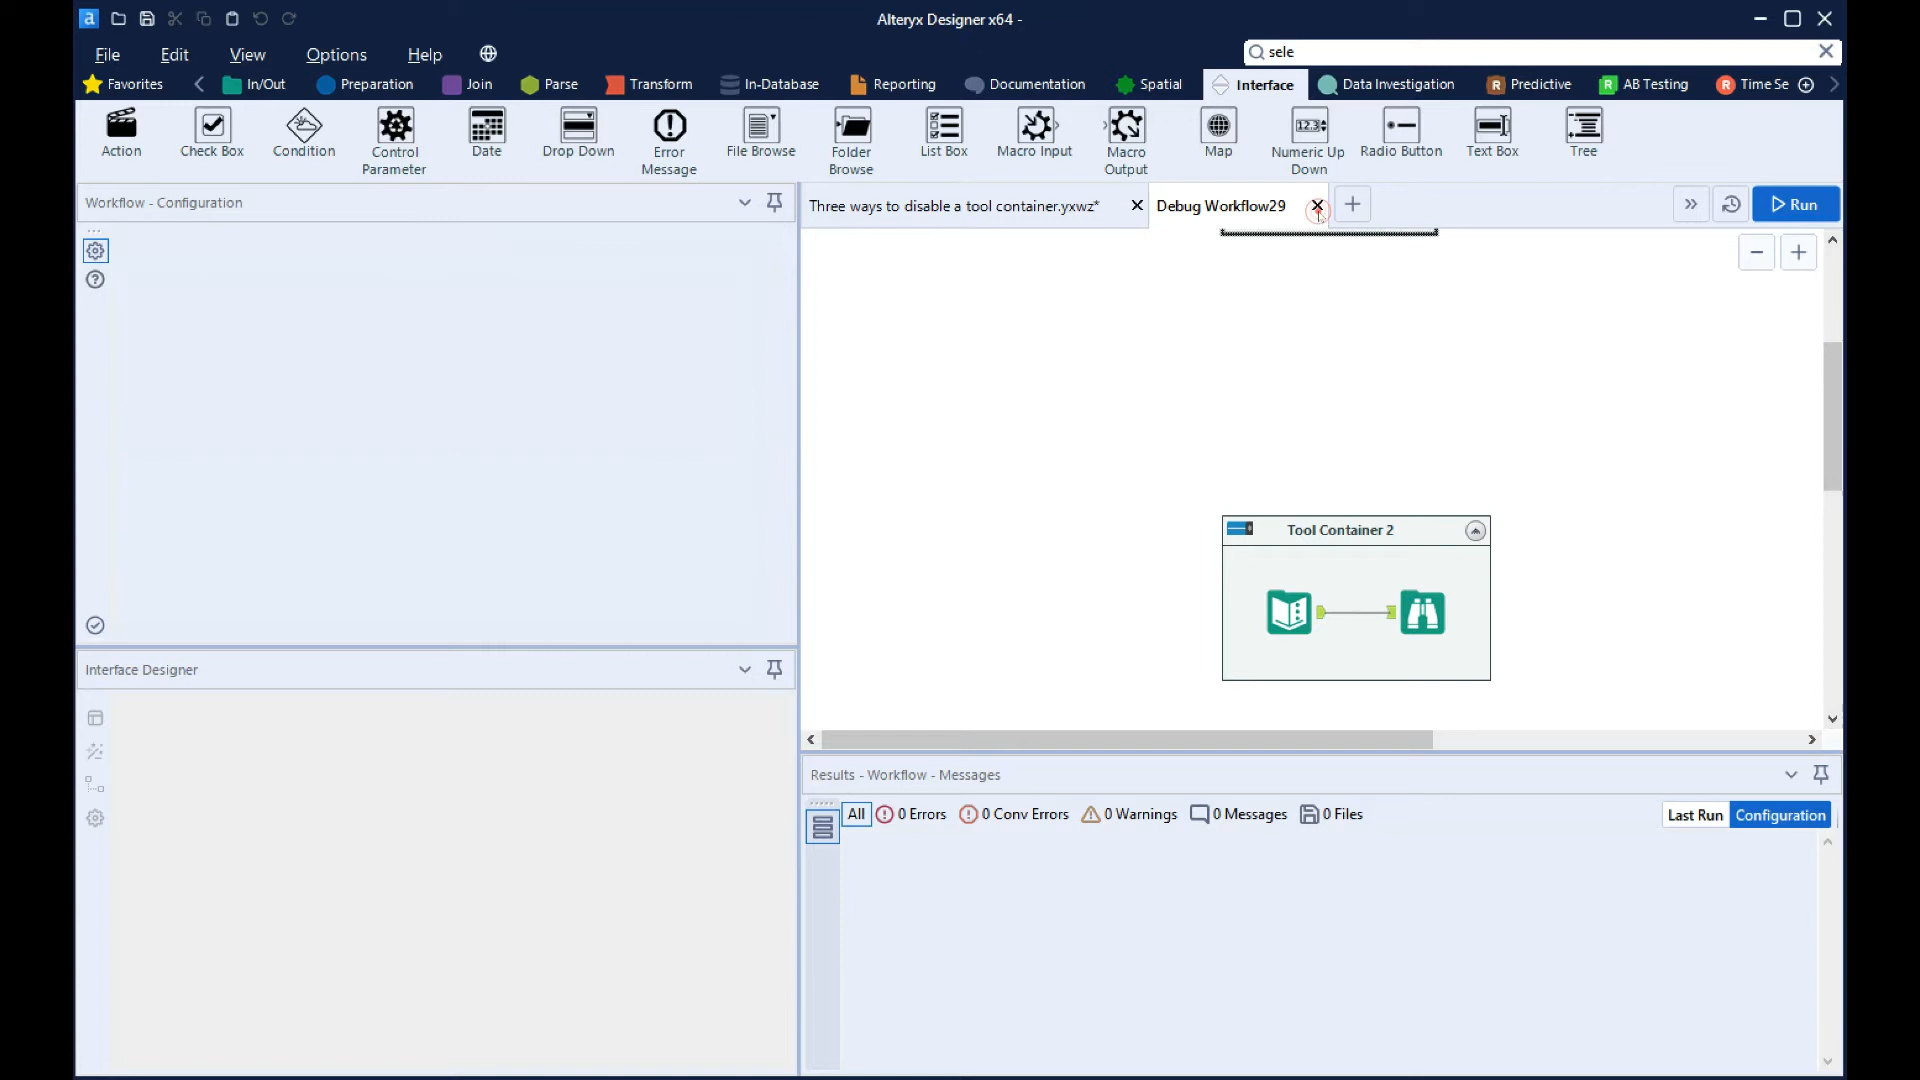 a
Alteryx Designer x64 -
File Edit View Options Help
sele
Favorites In/Out Preparation Join Parse Transform In-Database Reporting Documentation Spatial Interface Data Investigation R Predictive R AB Testing R Time Se
Action Check Box Condition Control Parameter Date Drop Down Error Message File Browse Folder Browse List Box Macro Input Macro Output Map Numeric Up Down Radio Button Text Box Tree
Workflow - Configuration
Three ways to disable a tool container.yxwz* Debug Workflow29
Run
Tool Container 2
Interface Designer
Results - Workflow - Messages
All 0 Errors 0 Conv Errors 0 Warnings 0 Messages 0 Files Last Run Configuration